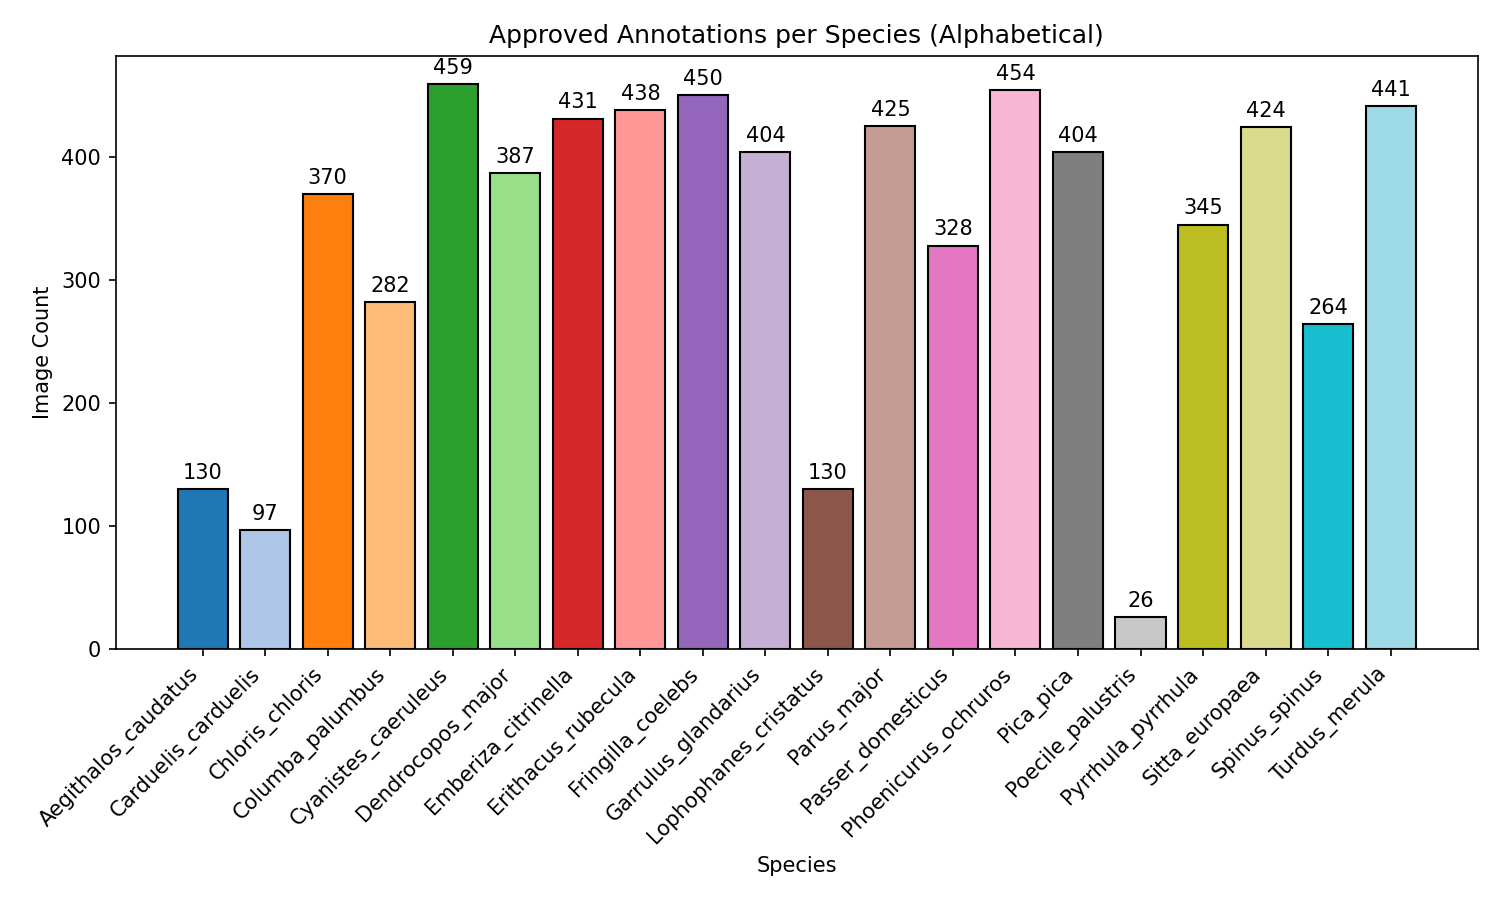 Approved Annotations per Species (Alphabetical)
Image Count
400
300
200
100
0
130
97
370
282
459
387
431
438
450
404
130
425
328
454
404
26
345
424
264
441
Aegithalos_caudatus
Carduelis_carduelis
Chloris_chloris
Columba_palumbus
Cyanistes_caeruleus
Dendrocopos_major
Emberiza_citrinella
Erithacus_rubecula
Fringilla_coelebs
Garrulus_glandarius
Lophophanes_cristatus
Parus_major
Passer_domesticus
Phoenicurus_ochruros
Pica_pica
Poecile_palustris
Pyrrhula_pyrrhula
Sitta_europaea
Spinus_spinus
Turdus_merula
Species